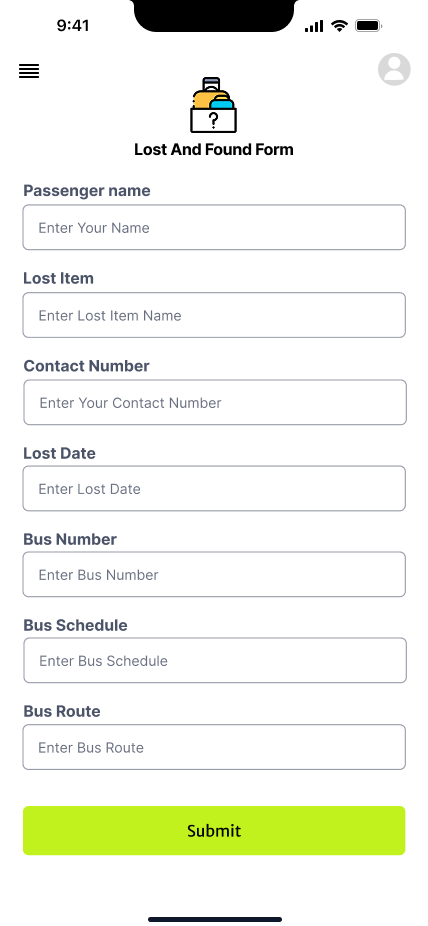 9:41
?
Lost And Found Form
Passenger name
Enter Your Name
Lost Item
Enter Lost Item Name
Contact Number
Enter Your Contact Number
Lost Date
Enter Lost Date
Bus Number
Enter Bus Number
Bus Schedule
Enter Bus Schedule
Bus Route
Enter Bus Route
Submit